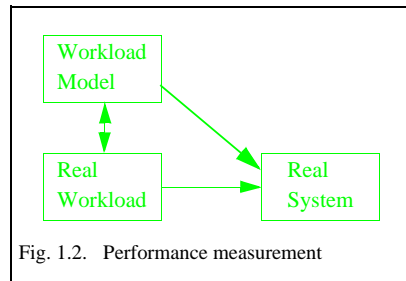 Workload
Model
Real
Workload
Real
System
Fig. 1.2. Performance measurement